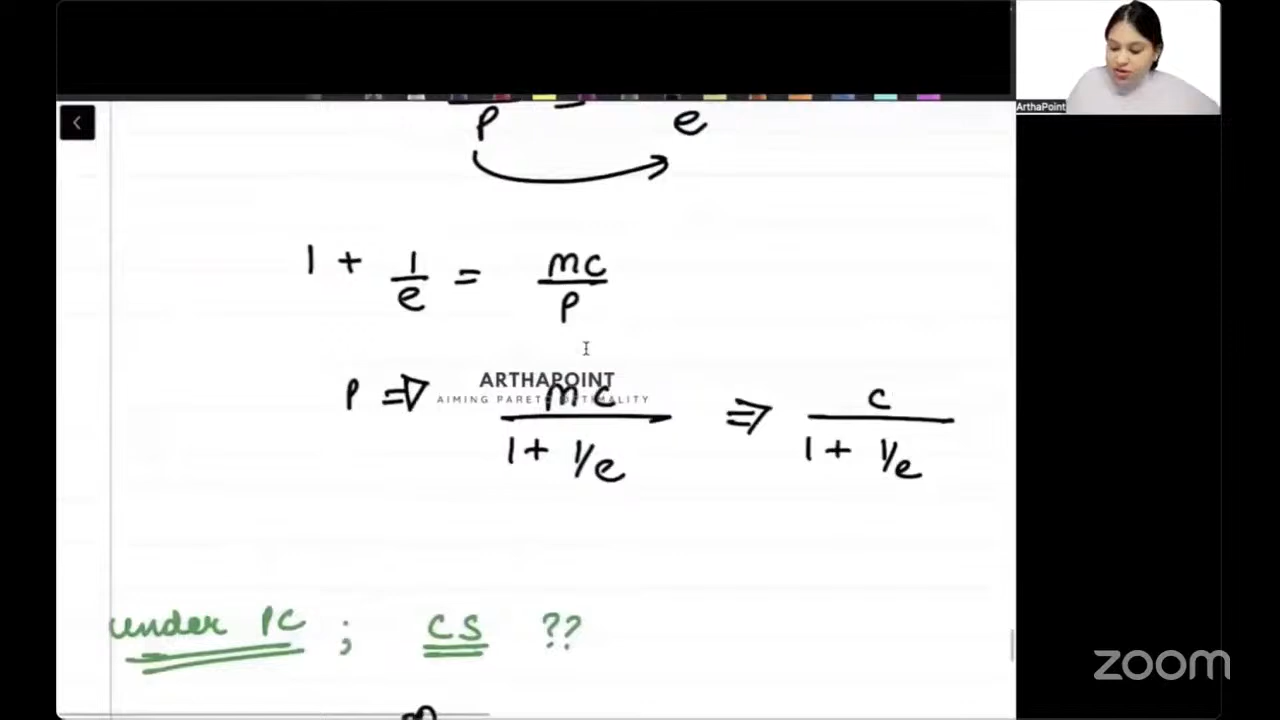 ArthaPoint
P = e
1 + 1/e = mc/P
ARTHAPOINT
AIMING PARETO OPTIMALITY
P ⇒ mc/(1 + 1/e) ⇒ c/(1 + 1/e)
under PC ; CS ??
zoom